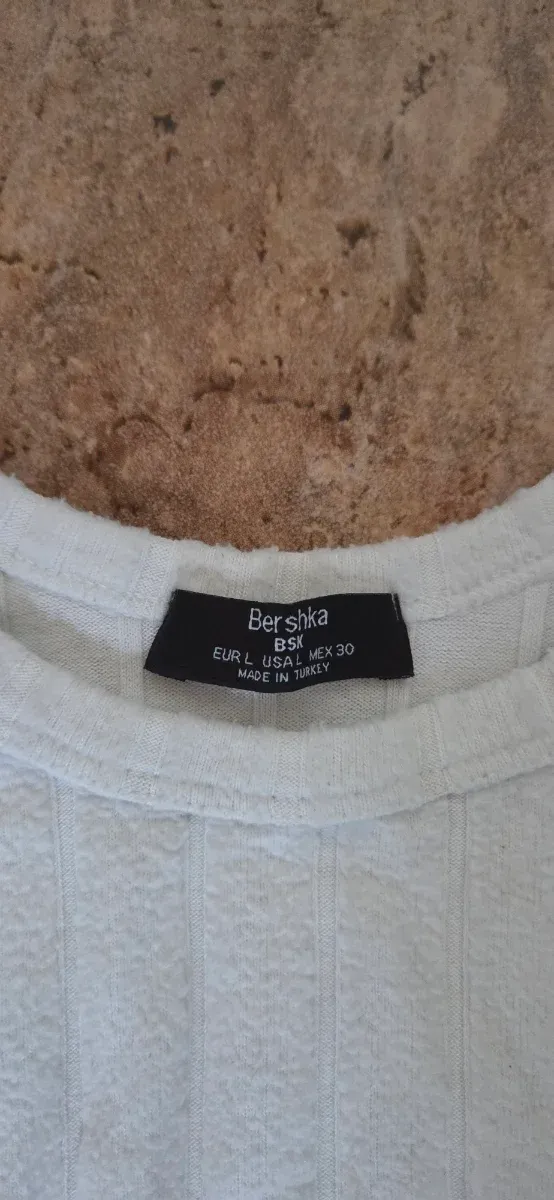 Bershka
BSK
EUR L USA L MEX 30
MADE IN TURKEY